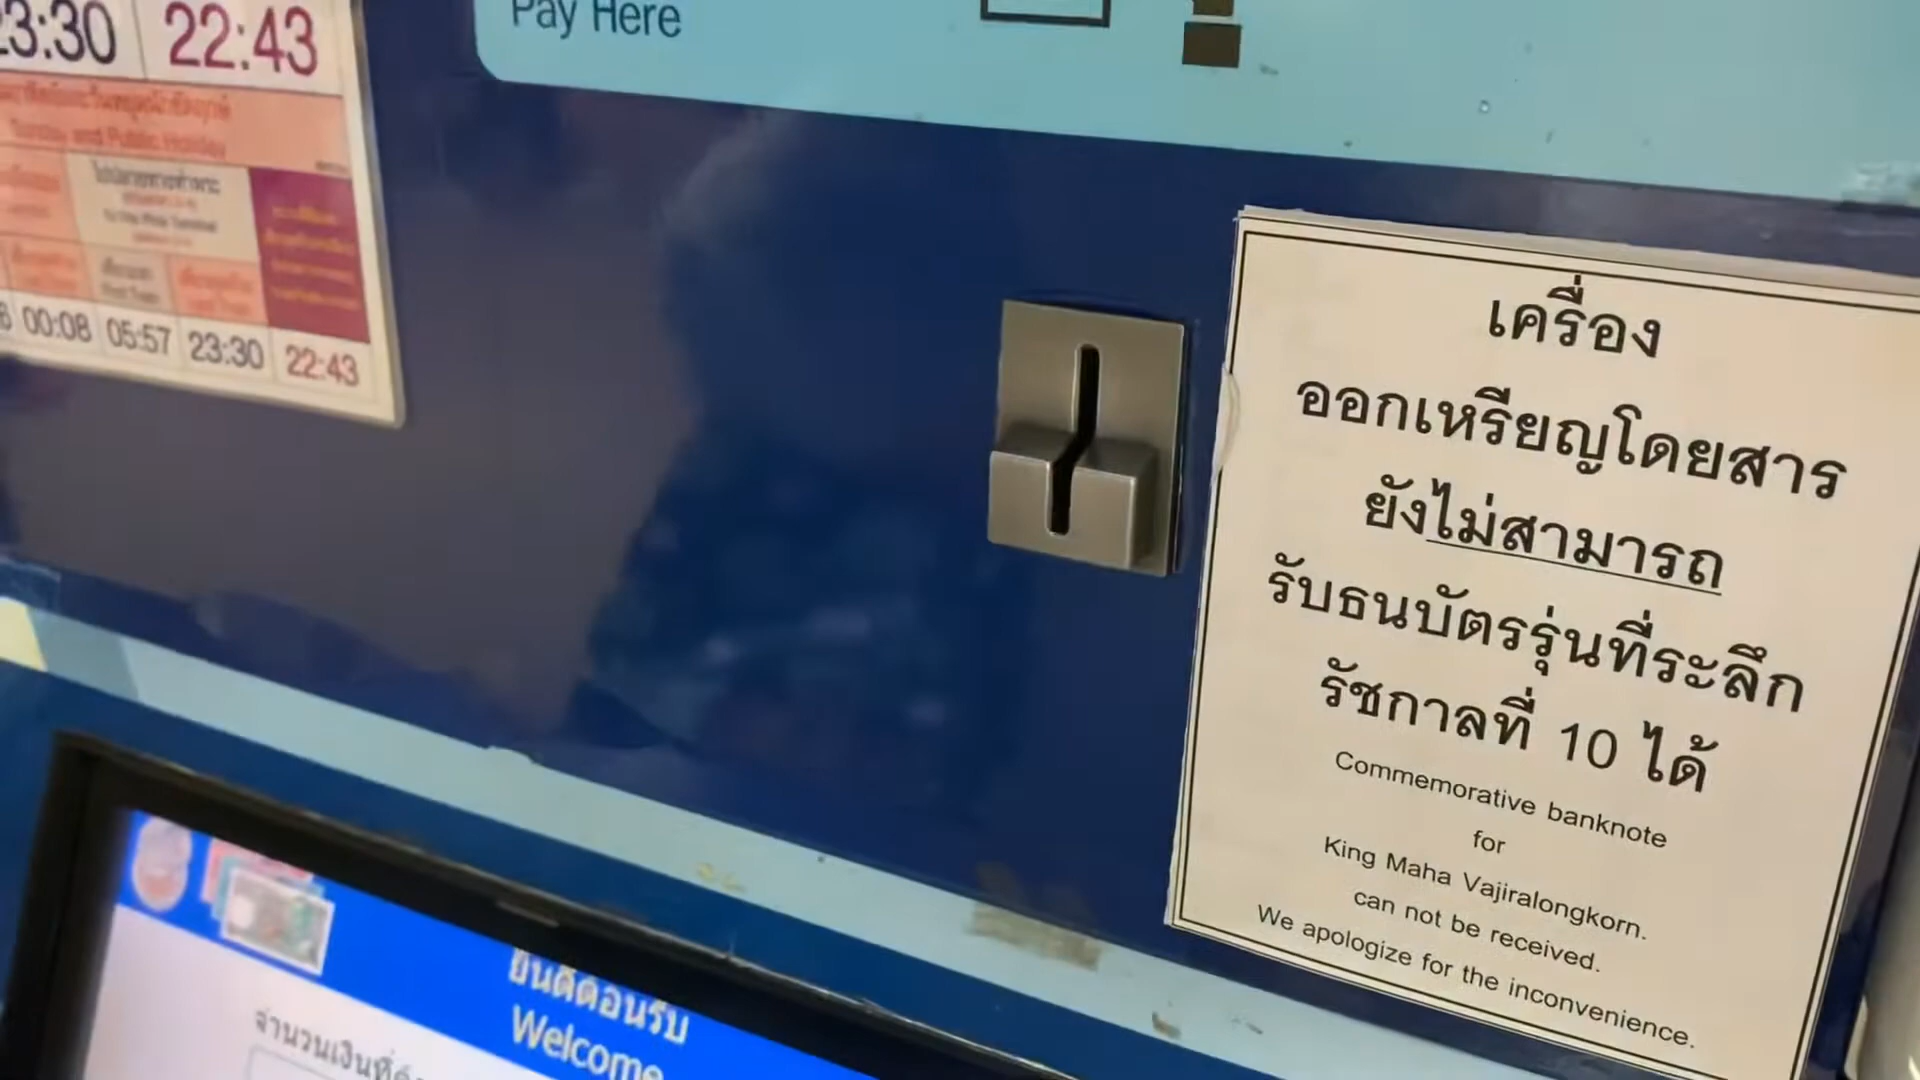 Pay Here
23:30
22:43
Sunday and Public Holiday
00:08
05:57
23:30
22:43
เครื่อง
ออกเหรียญโดยสาร
ยังไม่สามารถ
รับธนบัตรรุ่นที่ระลึก
รัชกาลที่ 10 ได้
Commemorative banknote
for
King Maha Vajiralongkorn.
can not be received.
We apologize for the inconvenience.
ยินดีต้อนรับ
Welcome